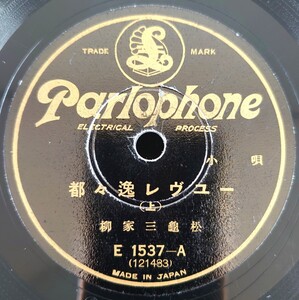 TRADE MARK
Parlophone
ELECTRICAL PROCESS
小唄
都々逸レヴユー
(上)
柳家三亀松
E 1537-A
(121483)
MADE IN JAPAN